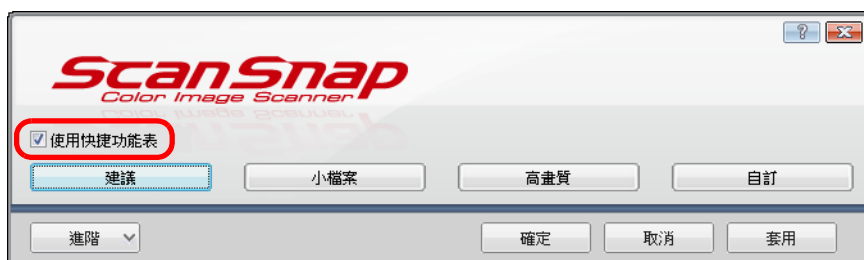 ScanSnap
Color Image Scanner
使用快捷功能表
建議 小檔案 高畫質 自訂
進階 確定 取消 套用